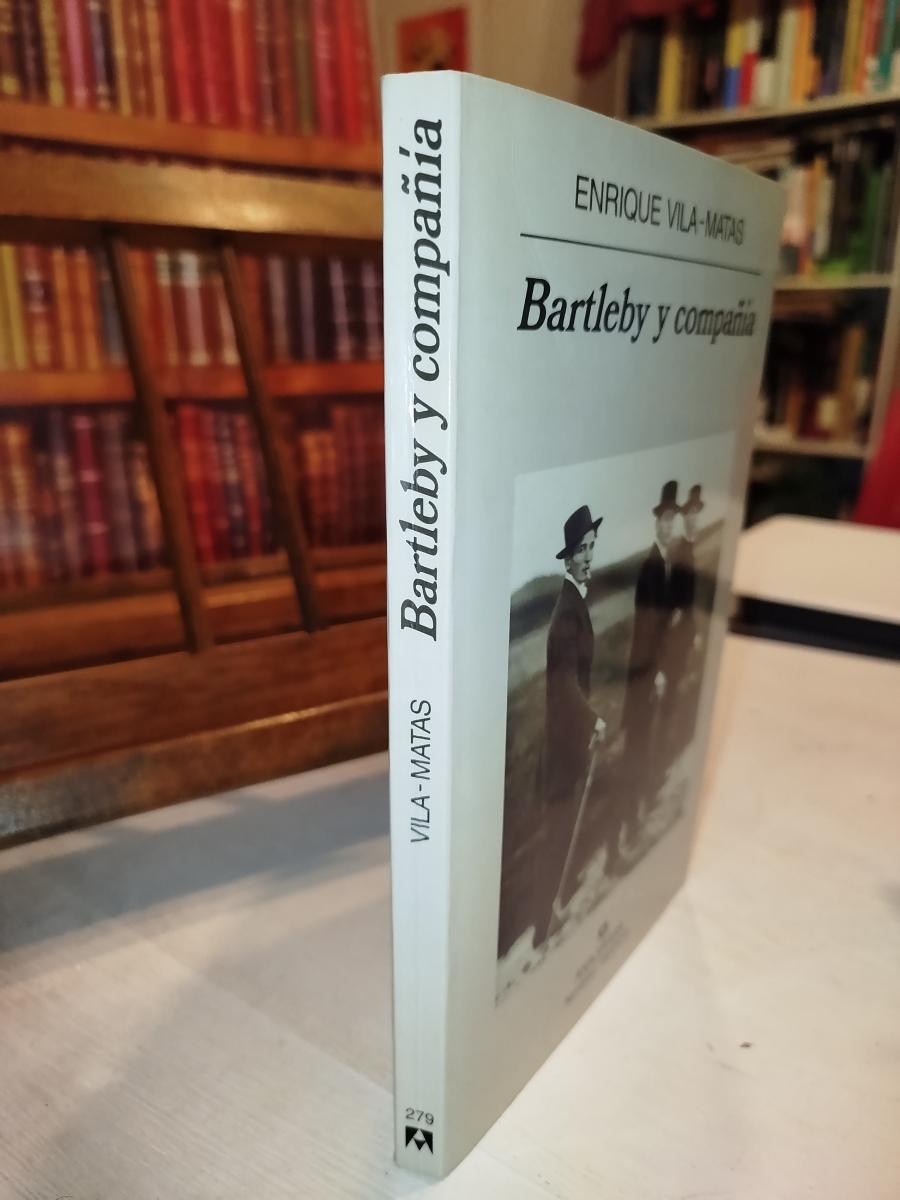 Bartleby y compañía
VILA-MATAS
279
ENRIQUE VILA-MATAS
Bartleby y compañía